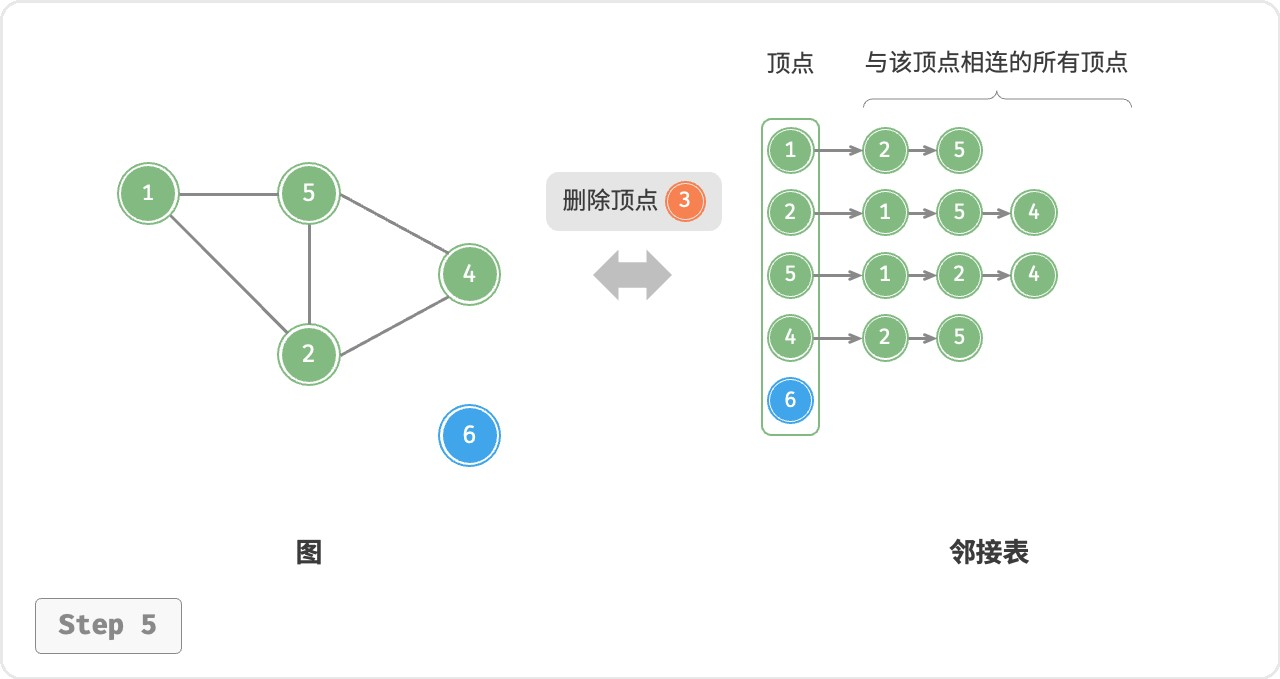 顶点 与该顶点相连的所有顶点
1 5 4 2 6
删除顶点 3
1 2 5
2 1 5 4
5 1 2 4
4 2 5
6
图
邻接表
Step 5